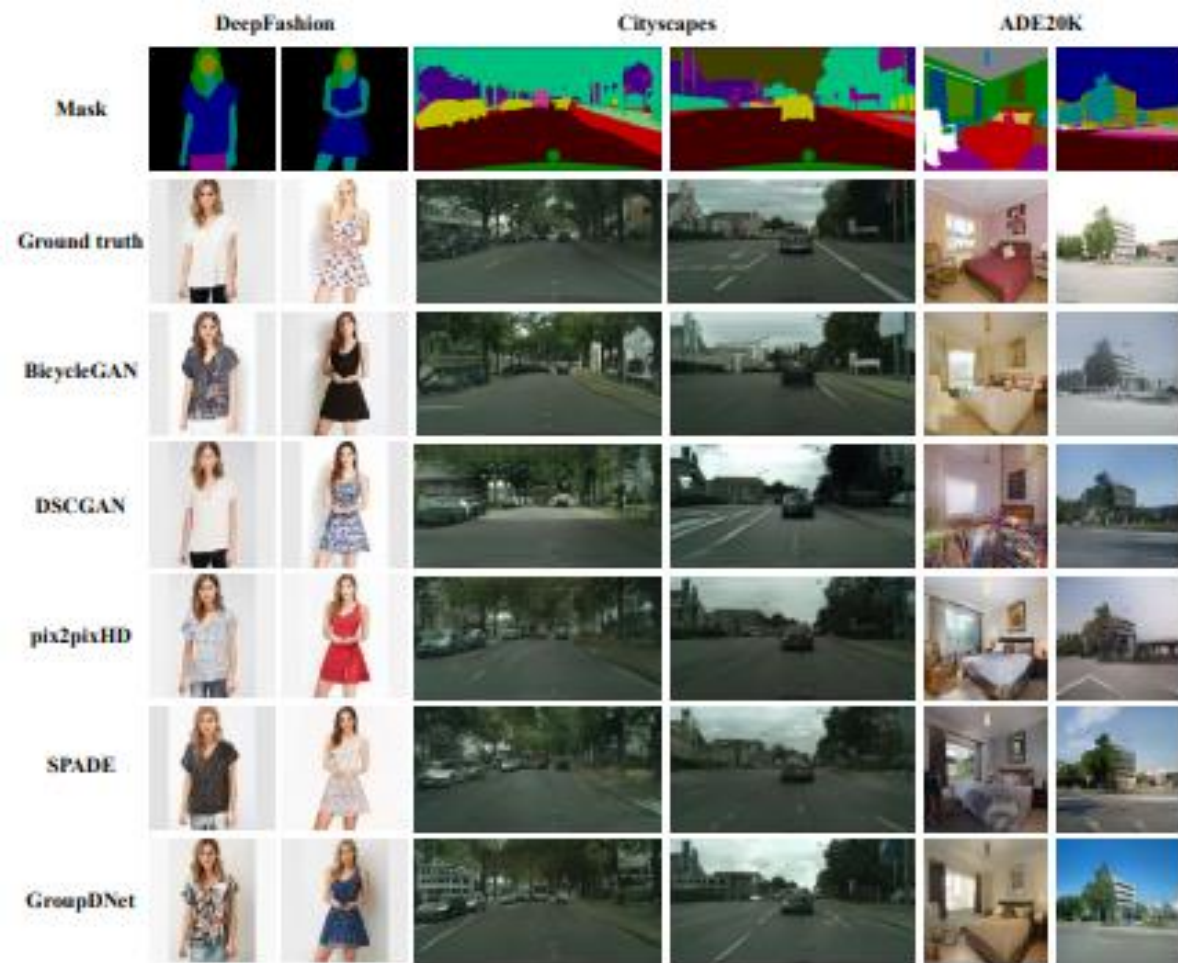 DeepFashion Cityscapes ADE20K
Mask
Ground truth
BicycleGAN
DSCGAN
pix2pixHD
SPADE
GroupDNet